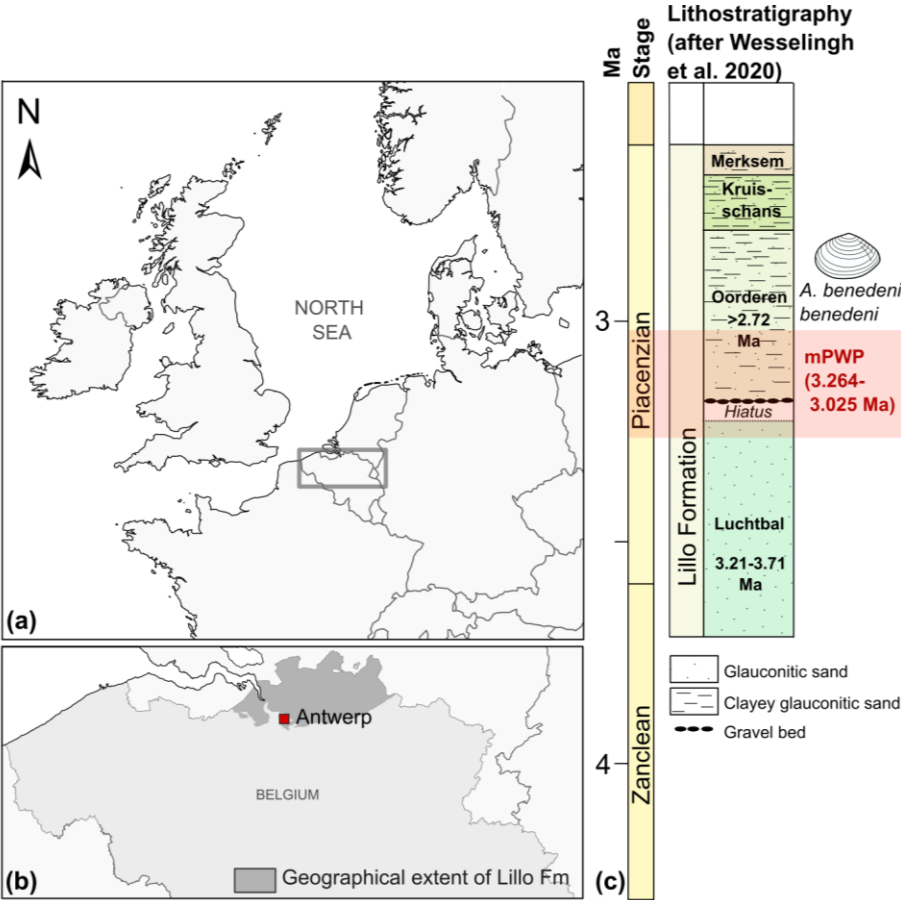 N
NORTH
SEA
(a)
Antwerp
BELGIUM
Geographical extent of Lillo Fm
(b)
Ma
Stage
Lithostratigraphy
(after Wesselingh
et al. 2020)
3
4
Piacenzian
Zanclean
Lillo Formation
Merksem
Kruis-
schans
Oorderen
>2.72
Ma
Hiatus
Luchtbal
3.21-3.71
Ma
A. benedeni
benedeni
mPWP
(3.264-
3.025 Ma)
Glauconitic sand
Clayey glauconitic sand
Gravel bed
(c)